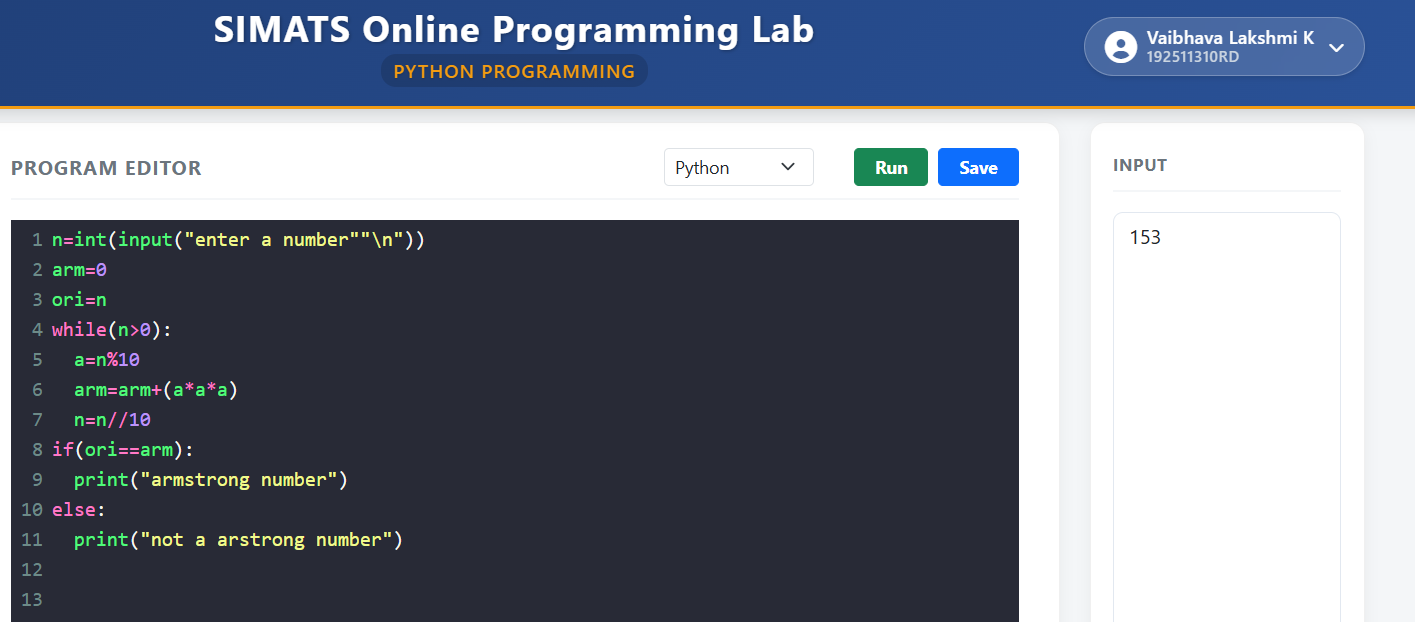 SIMATS Online Programming Lab
PYTHON PROGRAMMING
Vaibhava Lakshmi K
192511310RD
PROGRAM EDITOR
Python
Run
Save
1 n=int(input("enter a number""\n"))
2 arm=0
3 ori=n
4 while(n>0):
5   a=n%10
6   arm=arm+(a*a*a)
7   n=n//10
8 if(ori==arm):
9   print("armstrong number")
10 else:
11   print("not a arstrong number")
12
13
INPUT
153